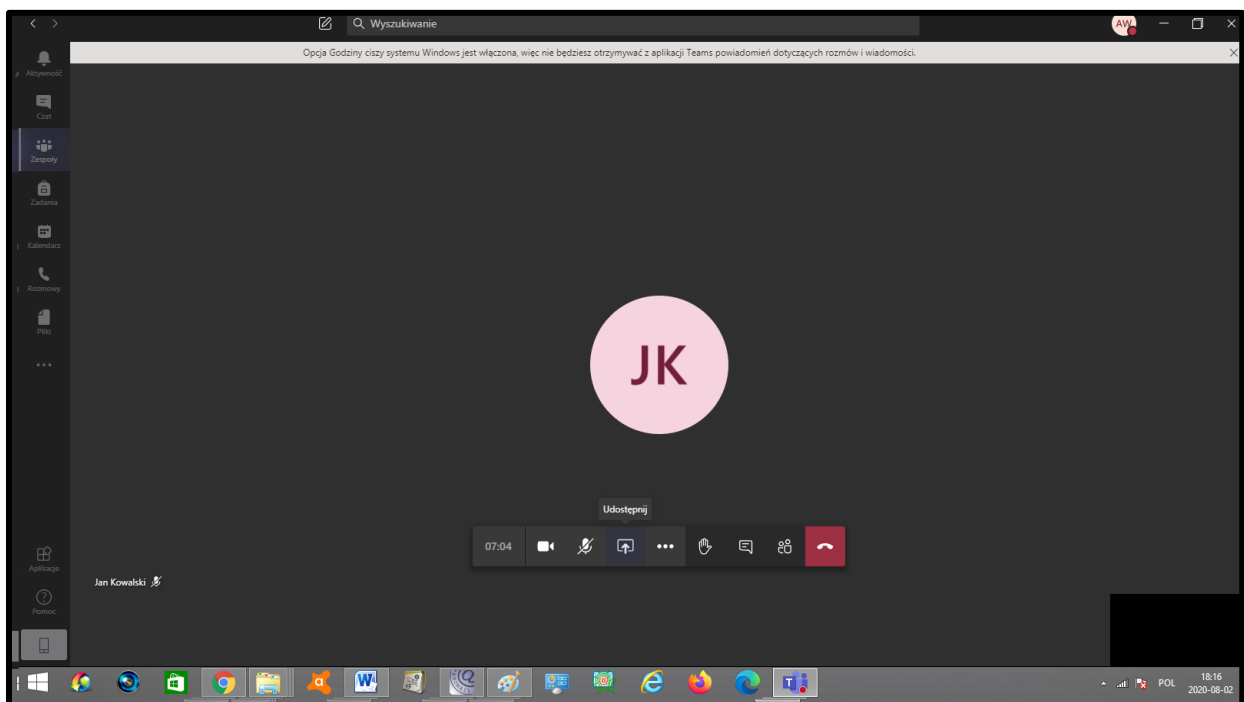 Wyszukiwanie
AW
Opcja Godziny ciszy systemu Windows jest włączona, więc nie będziesz otrzymywać z aplikacji Teams powiadomień dotyczących rozmów i wiadomości.
Aktywność
Czat
Zespoły
Zadania
Kalendarz
Rozmowy
Pliki
JK
Udostępnij
07:04
Aplikacje
Jan Kowalski
Pomoc
POL
18:16
2020-08-02